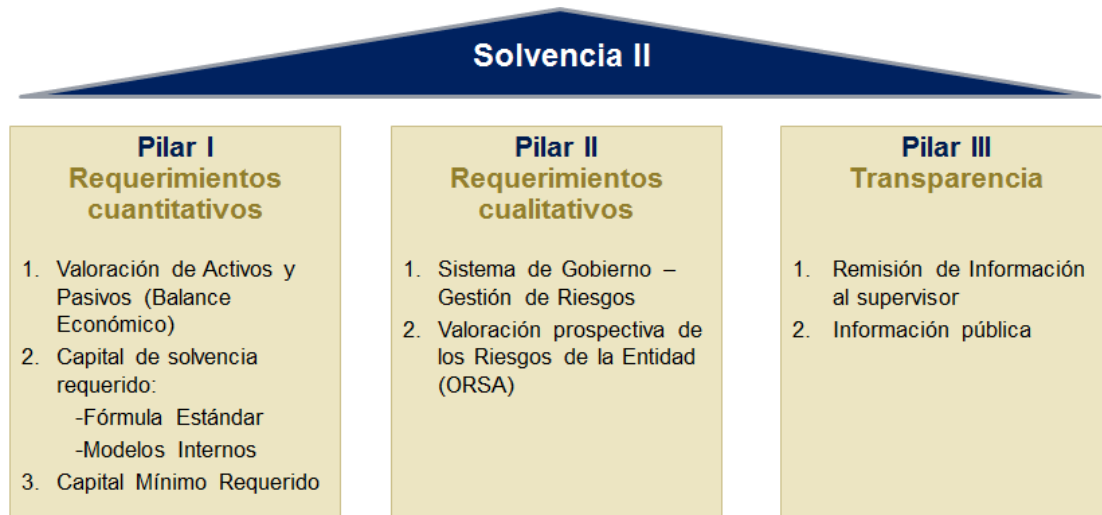 Solvencia II
Pilar I
Requerimientos
cuantitativos
1. Valoración de Activos y
Pasivos (Balance
Económico)
2. Capital de solvencia
requerido:
-Fórmula Estándar
-Modelos Internos
3. Capital Mínimo Requerido
Pilar II
Requerimientos
cualitativos
1. Sistema de Gobierno –
Gestión de Riesgos
2. Valoración prospectiva de
los Riesgos de la Entidad
(ORSA)
Pilar III
Transparencia
1. Remisión de Información
al supervisor
2. Información pública